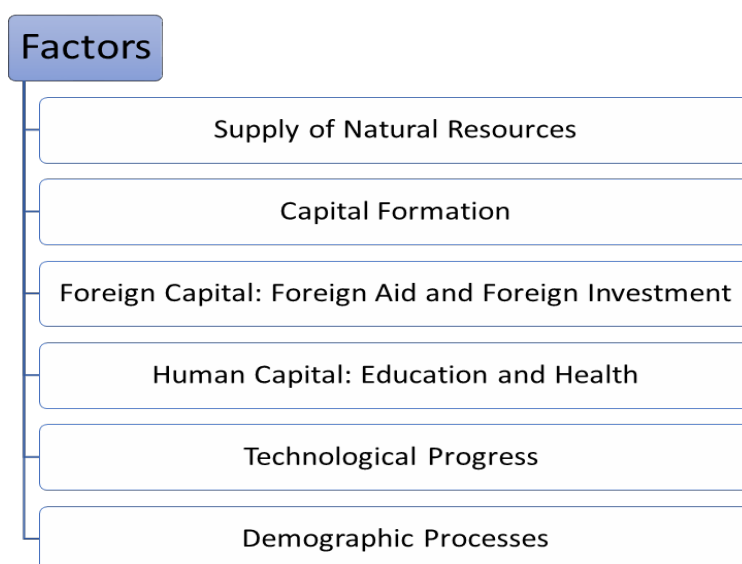 Factors
Supply of Natural Resources
Capital Formation
Foreign Capital: Foreign Aid and Foreign Investment
Human Capital: Education and Health
Technological Progress
Demographic Processes